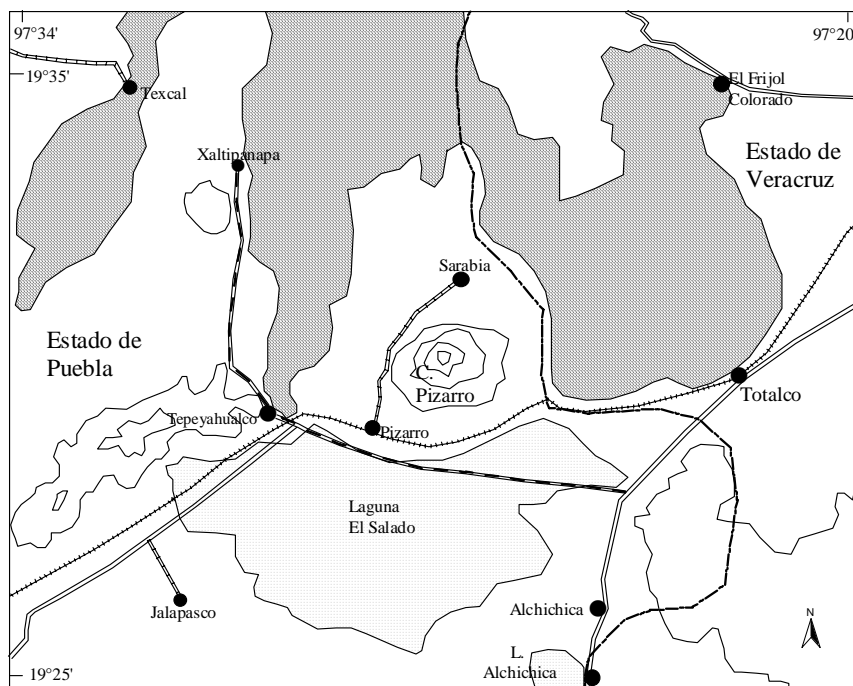 97°34'
97°20'
19°35'
Texcal
El Frijol
Colorado
Xaltipanapa
Estado de
Veracruz
Sarabia
Estado de
Puebla
C.
Pizarro
Totalco
Tepeyahualco
Pizarro
Laguna
El Salado
Jalapasco
Alchichica
N
L.
Alchichica
19°25'